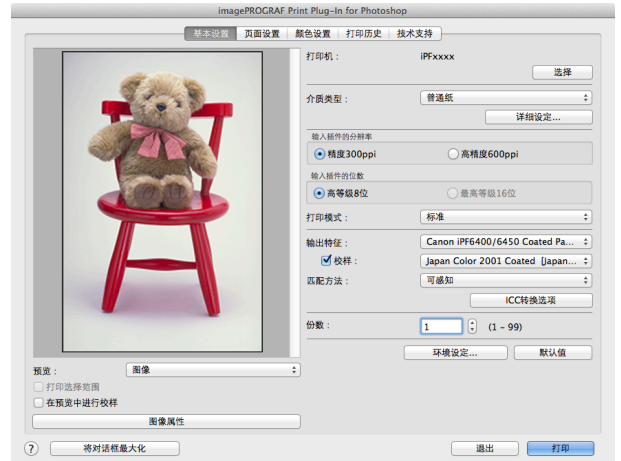 imagePROGRAF Print Plug-In for Photoshop
基本设置 页面设置 颜色设置 打印历史 技术支持
打印机： iPFxxxx
选择
介质类型： 普通纸
详细设定...
输入插件的分辨率
精度300ppi 高精度600ppi
输入插件的位数
高等级8位 最高等级16位
打印模式： 标准
输出特征： Canon iPF6400/6450 Coated Pa...
校样： Japan Color 2001 Coated [Japan...
匹配方法： 可感知
ICC转换选项
份数： 1 (1 – 99)
环境设定... 默认值
预览： 图像
打印选择范围
在预览中进行校样
图像属性
? 将对话框最大化 退出 打印